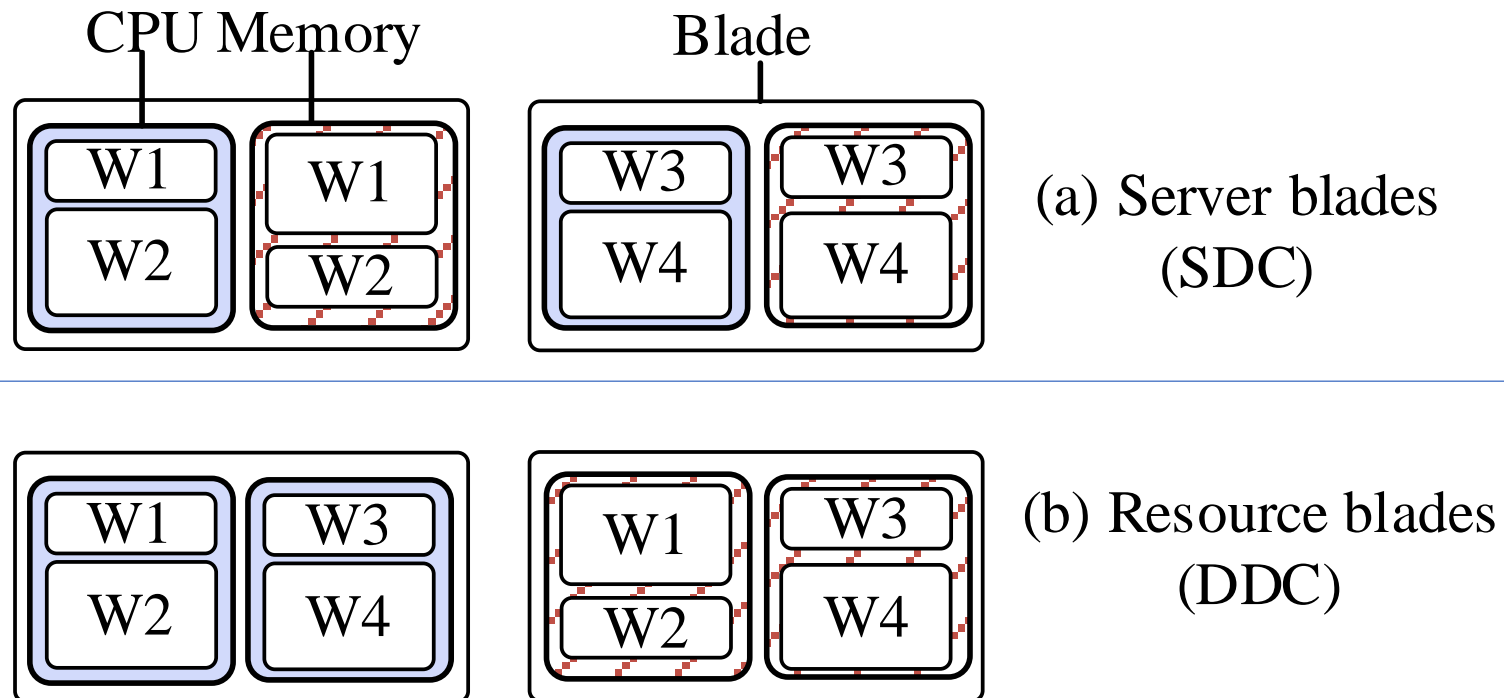 CPU Memory
Blade
W1
W2
W1
W2
W3
W4
W3
W4
(a) Server blades
(SDC)
W1
W2
W3
W4
W1
W2
W3
W4
(b) Resource blades
(DDC)